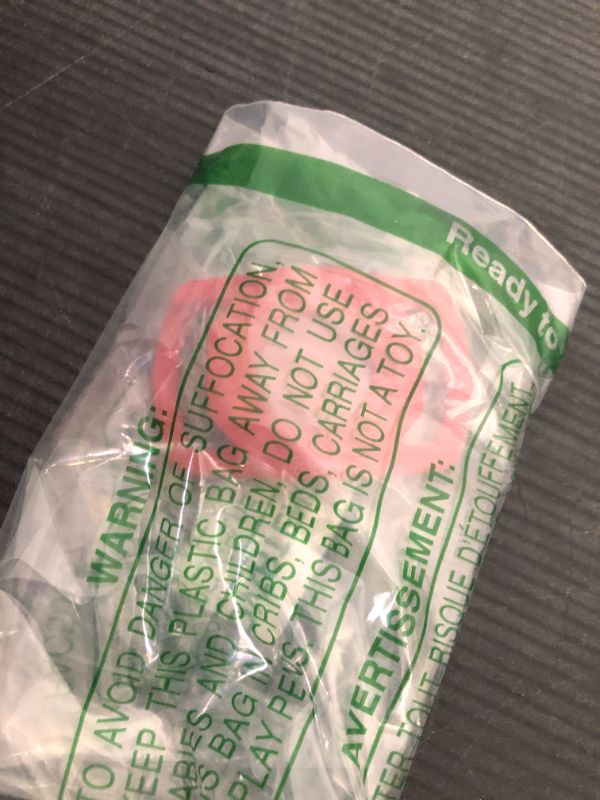 Ready to
WARNING:
TO AVOID DANGER OF SUFFOCATION,
KEEP THIS PLASTIC BAG AWAY FROM
BABIES AND CHILDREN. DO NOT USE
THIS BAG IN CRIBS, BEDS, CARRIAGES
PLAY PENS. THIS BAG IS NOT A TOY.
AVERTISSEMENT:
TOUT RISQUE D'ÉTOUFFEMENT